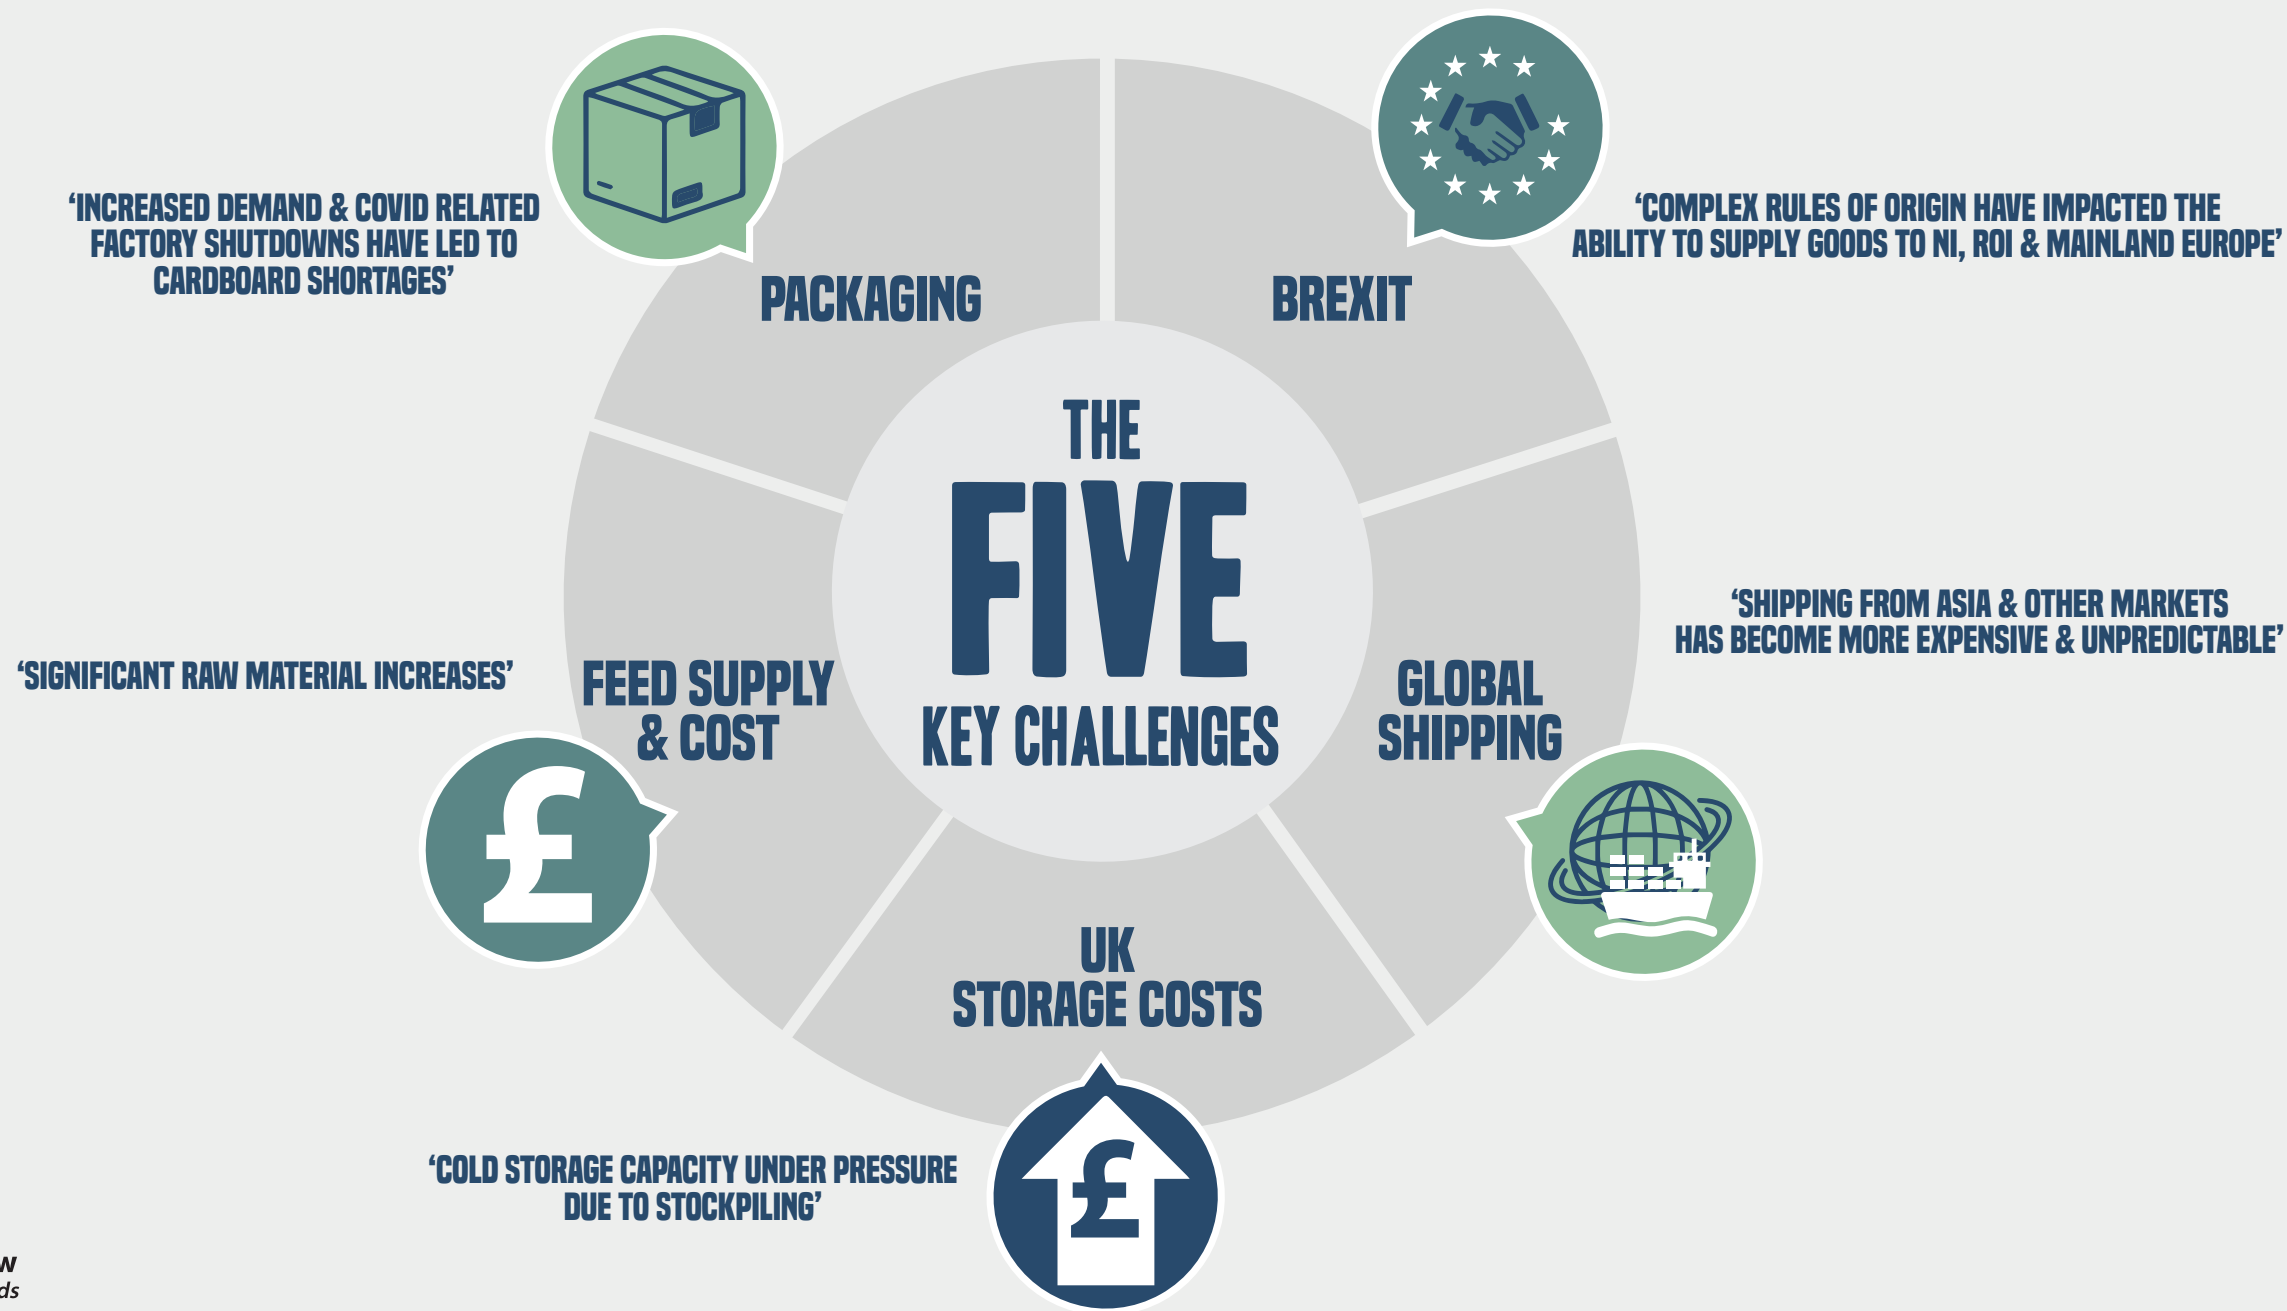 THE
FIVE
KEY CHALLENGES
PACKAGING
‘INCREASED DEMAND & COVID RELATED
FACTORY SHUTDOWNS HAVE LED TO
CARDBOARD SHORTAGES’
BREXIT
‘COMPLEX RULES OF ORIGIN HAVE IMPACTED THE
ABILITY TO SUPPLY GOODS TO NI, ROI & MAINLAND EUROPE’
GLOBAL
SHIPPING
‘SHIPPING FROM ASIA & OTHER MARKETS
HAS BECOME MORE EXPENSIVE & UNPREDICTABLE’
UK
STORAGE COSTS
‘COLD STORAGE CAPACITY UNDER PRESSURE
DUE TO STOCKPILING’
£
FEED SUPPLY
& COST
‘SIGNIFICANT RAW MATERIAL INCREASES’
£